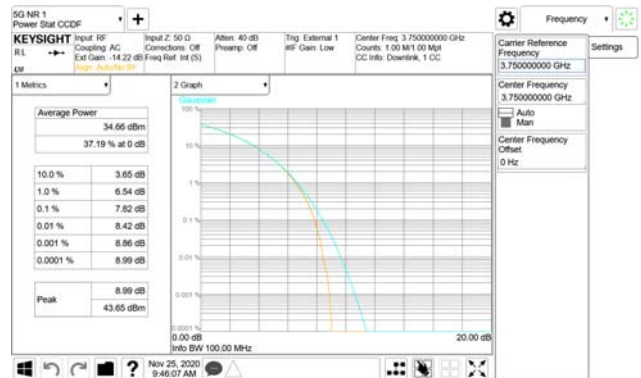 5G NR 1
Power Stat CCDF
Frequency
KEYSIGHT
RL
Input: RF
Coupling: AC
Ext Gain: -14.22 dB
Align: Auto/No RF
Input Z: 50 Ω
Corrections: Off
Freq Ref: Int (S)
Atten: 40 dB
Preamp: Off
Trig: External 1
#IF Gain: Low
Center Freq: 3.750000000 GHz
Counts: 1.00 M/1.00 Mpt
CC Info: Downlink, 1 CC
1 Metrics
Average Power
34.66 dBm
37.19 % at 0 dB
10.0 % 3.65 dB
1.0 % 6.54 dB
0.1 % 7.82 dB
0.01 % 8.42 dB
0.001 % 8.86 dB
0.0001 % 8.99 dB
Peak
8.99 dB
43.65 dBm
2 Graph
Gaussian
100 %
10 %
1 %
0.1 %
0.01 %
0.001 %
0.0001 %
0.00 dB
20.00 dB
Info BW 100.00 MHz
Carrier Reference
Frequency
3.750000000 GHz
Center Frequency
3.750000000 GHz
Auto
Man
Center Frequency
Offset
0 Hz
Settings
Nov 25, 2020
9:46:07 AM